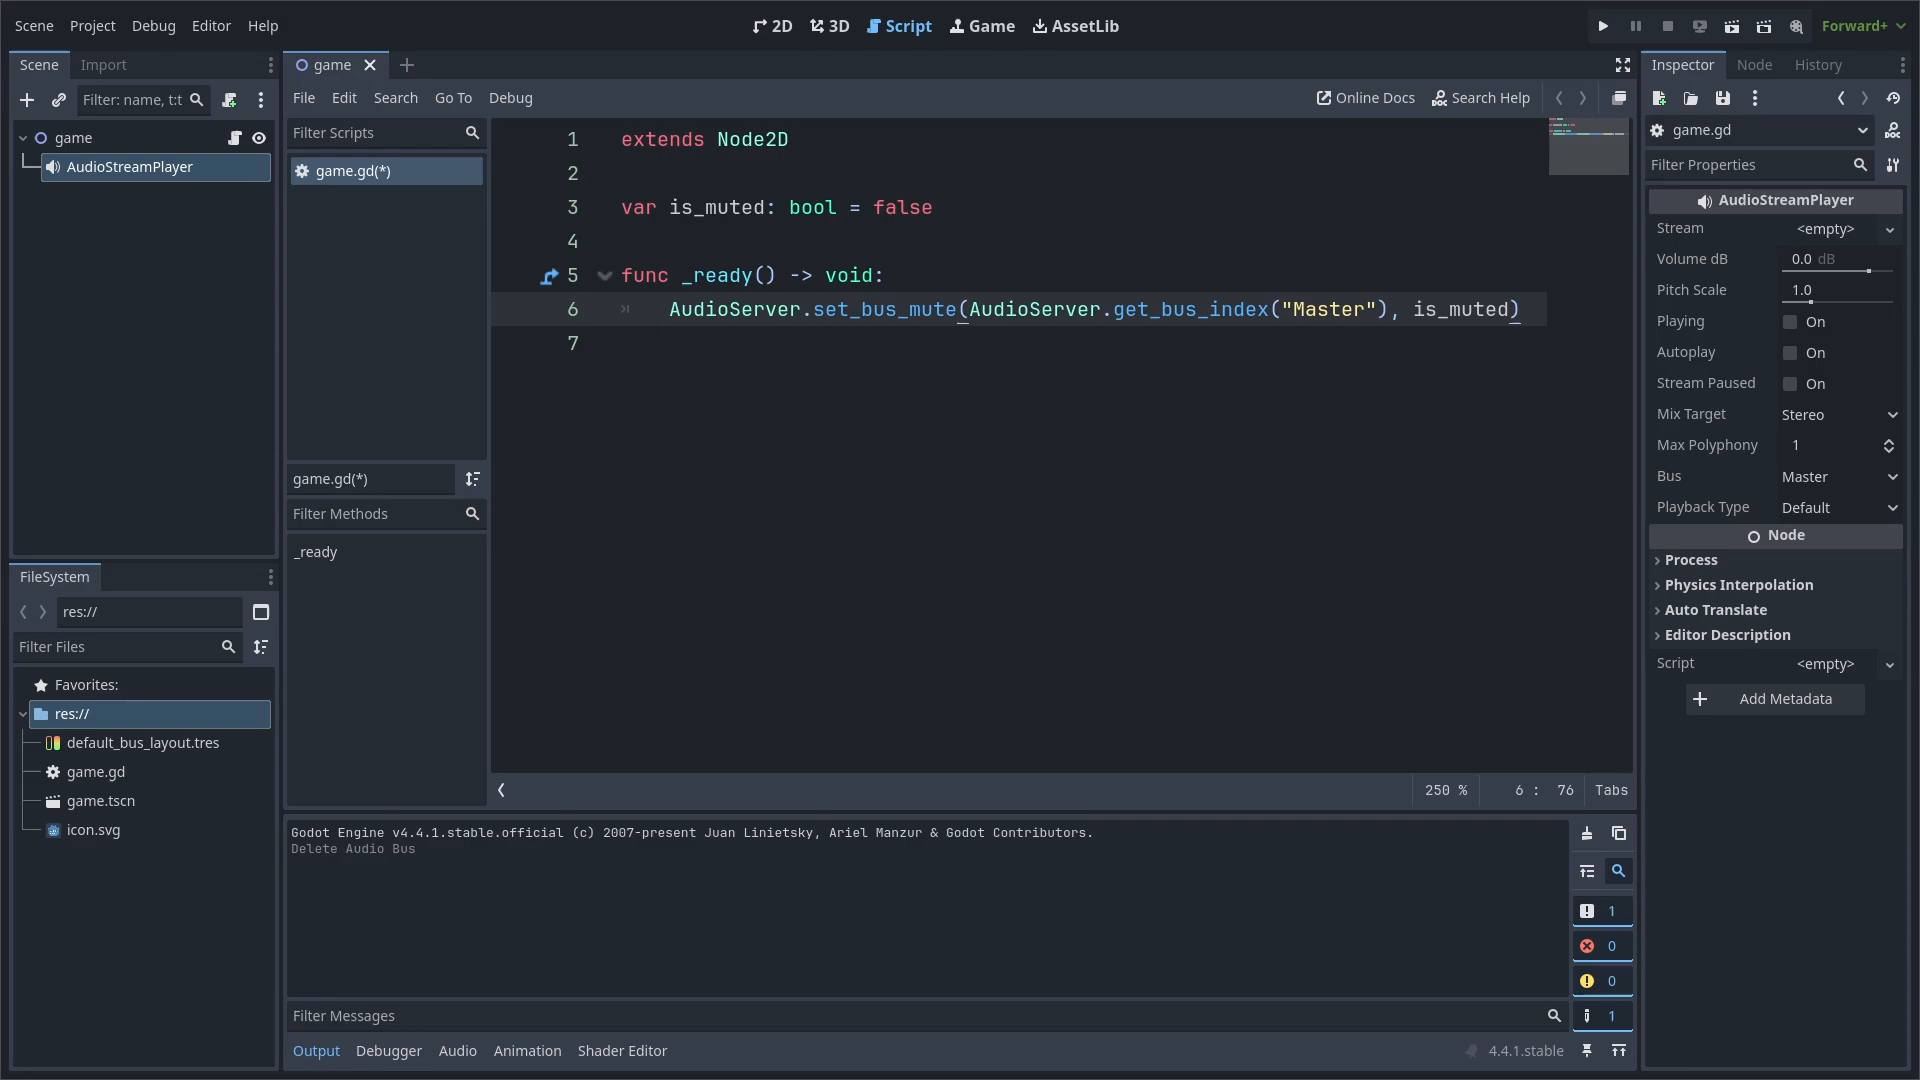 Scene Project Debug Editor Help
2D 3D Script Game AssetLib
Forward+
Scene Import
Filter: name, t:t
game
AudioStreamPlayer
FileSystem
res://
Filter Files
Favorites:
res://
default_bus_layout.tres
game.gd
game.tscn
icon.svg
game
File Edit Search Go To Debug
Online Docs Search Help
Filter Scripts
game.gd(*)
game.gd(*)
Filter Methods
_ready
1 extends Node2D
2
3 var is_muted: bool = false
4
5 func _ready() -> void:
6 AudioServer.set_bus_mute(AudioServer.get_bus_index("Master"), is_muted)
7
250 % 6 : 76 Tabs
Godot Engine v4.4.1.stable.official (c) 2007-present Juan Linietsky, Ariel Manzur & Godot Contributors.
Delete Audio Bus
1
0
0
1
Filter Messages
Output Debugger Audio Animation Shader Editor
4.4.1.stable
Inspector Node History
game.gd
Filter Properties
AudioStreamPlayer
Stream <empty>
Volume dB 0.0 dB
Pitch Scale 1.0
Playing On
Autoplay On
Stream Paused On
Mix Target Stereo
Max Polyphony 1
Bus Master
Playback Type Default
Node
Process
Physics Interpolation
Auto Translate
Editor Description
Script <empty>
Add Metadata